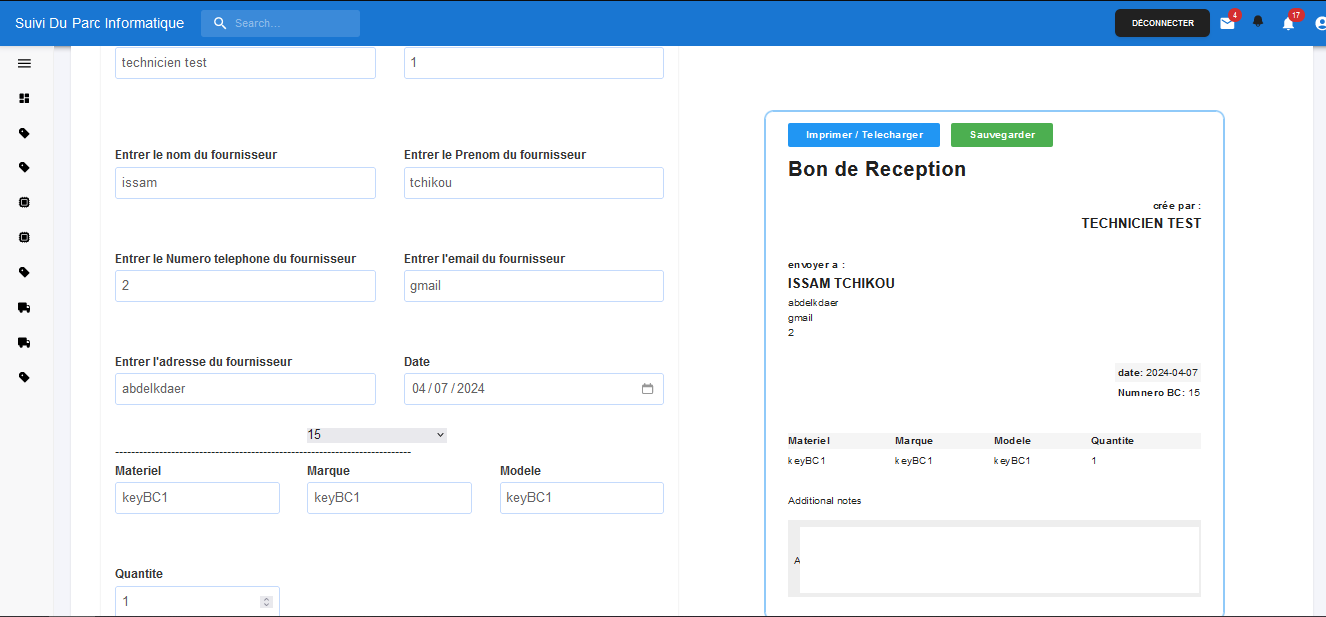 Suivi Du Parc Informatique
Search...
DÉCONNECTER
4
17
technicien test
1
Entrer le nom du fournisseur
Entrer le Prenom du fournisseur
issam
tchikou
Entrer le Numero telephone du fournisseur
Entrer l'email du fournisseur
2
gmail
Entrer l'adresse du fournisseur
Date
abdelkdaer
04/07/2024
15
--------------------------------------------------------------------------
Materiel
Marque
Modele
keyBC1
keyBC1
keyBC1
Quantite
1
Imprimer / Telecharger
Sauvegarder
Bon de Reception
crée par :
TECHNICIEN TEST
envoyer a :
ISSAM TCHIKOU
abdelkdaer
gmail
2
date: 2024-04-07
Numnero BC: 15
Materiel Marque Modele Quantite
keyBC1 keyBC1 keyBC1 1
Additional notes
A